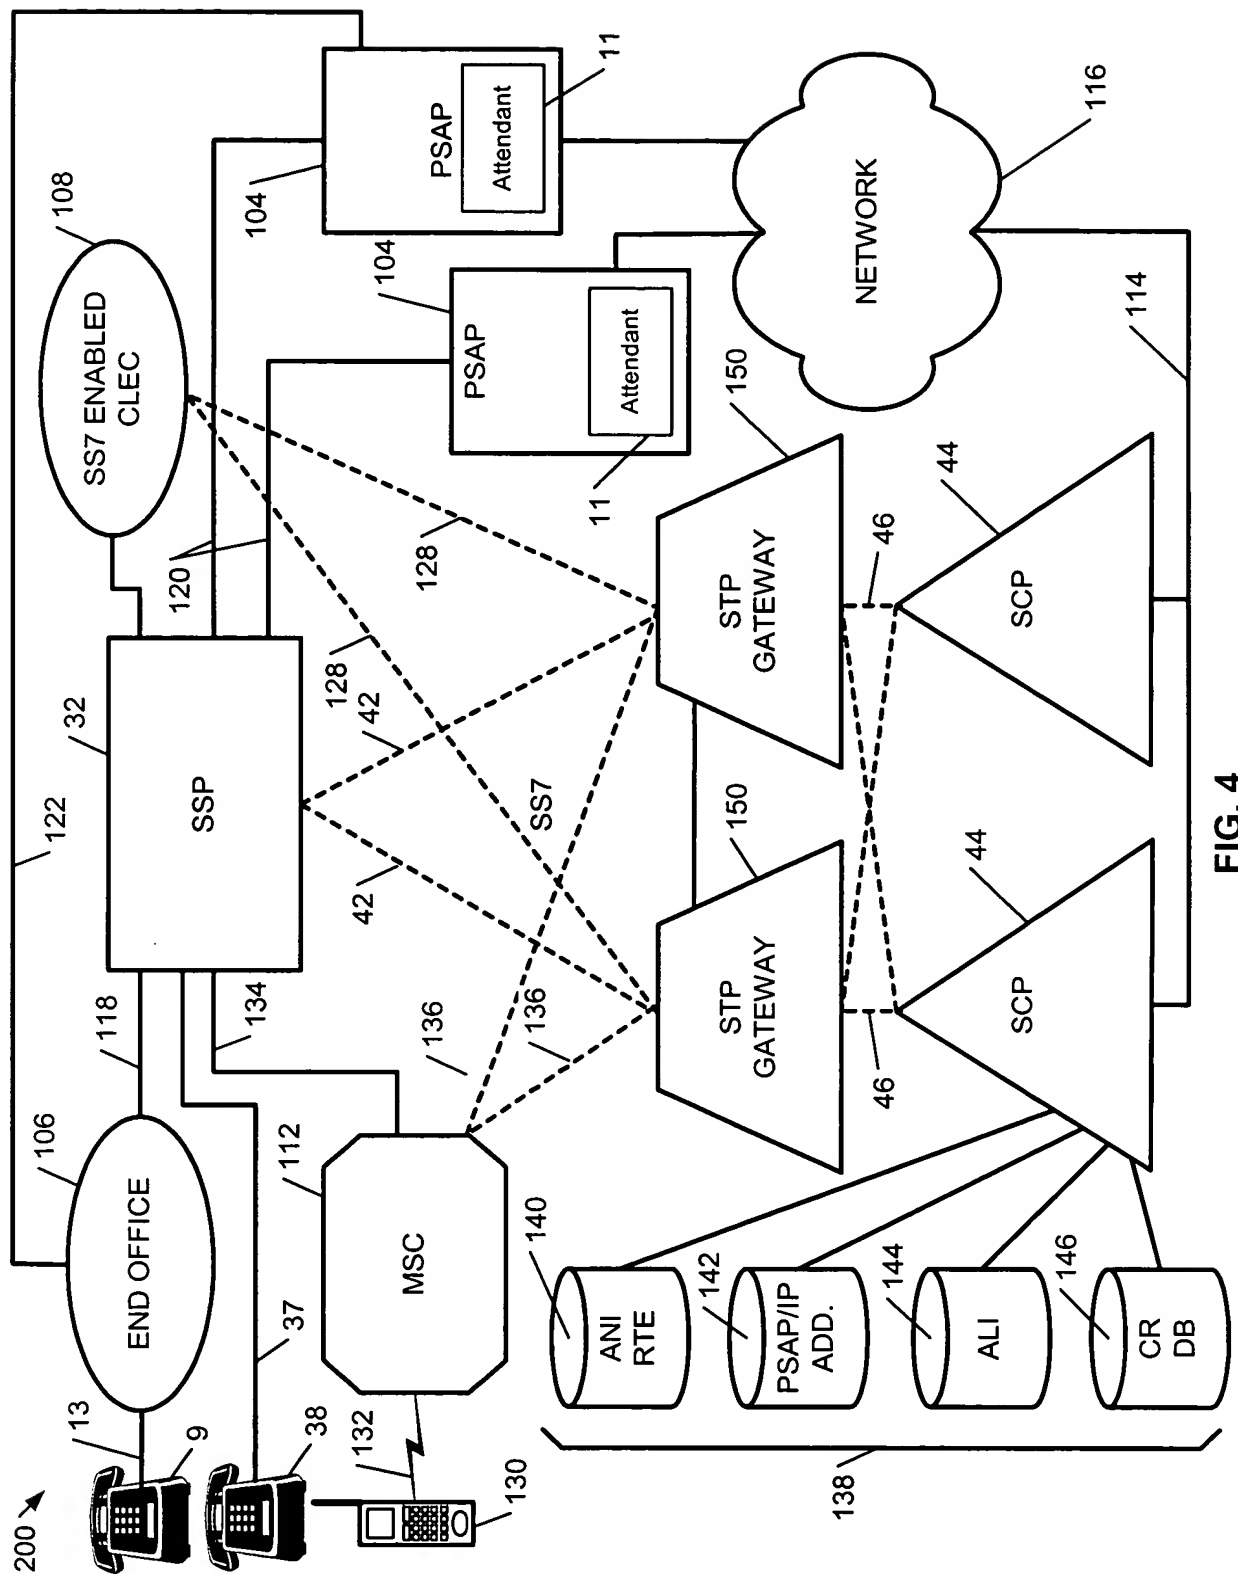 200
13
9
38
37
132
130
END OFFICE
106
118
134
122
SSP
32
SS7 ENABLED
CLEC
108
120
104
PSAP
Attendant
11
104
PSAP
Attendant
11
MSC
112
136
136
42
42
128
128
SS7
STP
GATEWAY
150
STP
GATEWAY
150
NETWORK
116
46
46
SCP
44
SCP
44
114
138
ANI
RTE
140
PSAP/IP
ADD.
142
ALI
144
CR
DB
146
FIG. 4